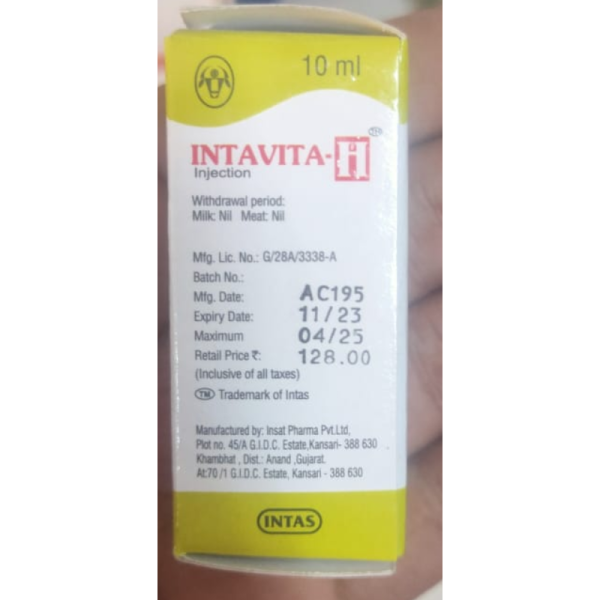 10 ml
INTAVITA-H TM
Injection
Withdrawal period:
Milk: Nil Meat: Nil
Mfg. Lic. No.: G/28A/3338-A
Batch No.:
Mfg. Date: AC195
Expiry Date: 11/23
Maximum 04/25
Retail Price ₹: 128.00
(Inclusive of all taxes)
TM Trademark of Intas
Manufactured by: Insat Pharma Pvt.Ltd,
Plot no. 45/A G.I.D.C. Estate,Kansari- 388 630
Khambhat , Dist.: Anand ,Gujarat.
At:70 /1 G.I.D.C. Estate, Kansari - 388 630
INTAS